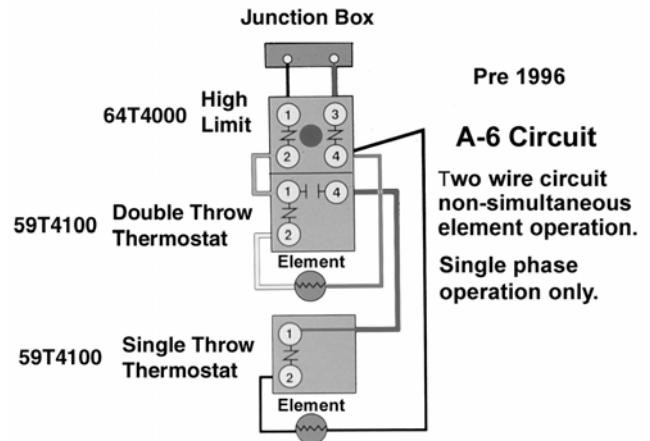 Junction Box
Pre 1996
64T4000 High Limit
1 3
2 4
A-6 Circuit
Two wire circuit
non-simultaneous
element operation.
Single phase
operation only.
59T4100 Double Throw
Thermostat
1 4
2
Element
59T4100 Single Throw
Thermostat
1
2
Element